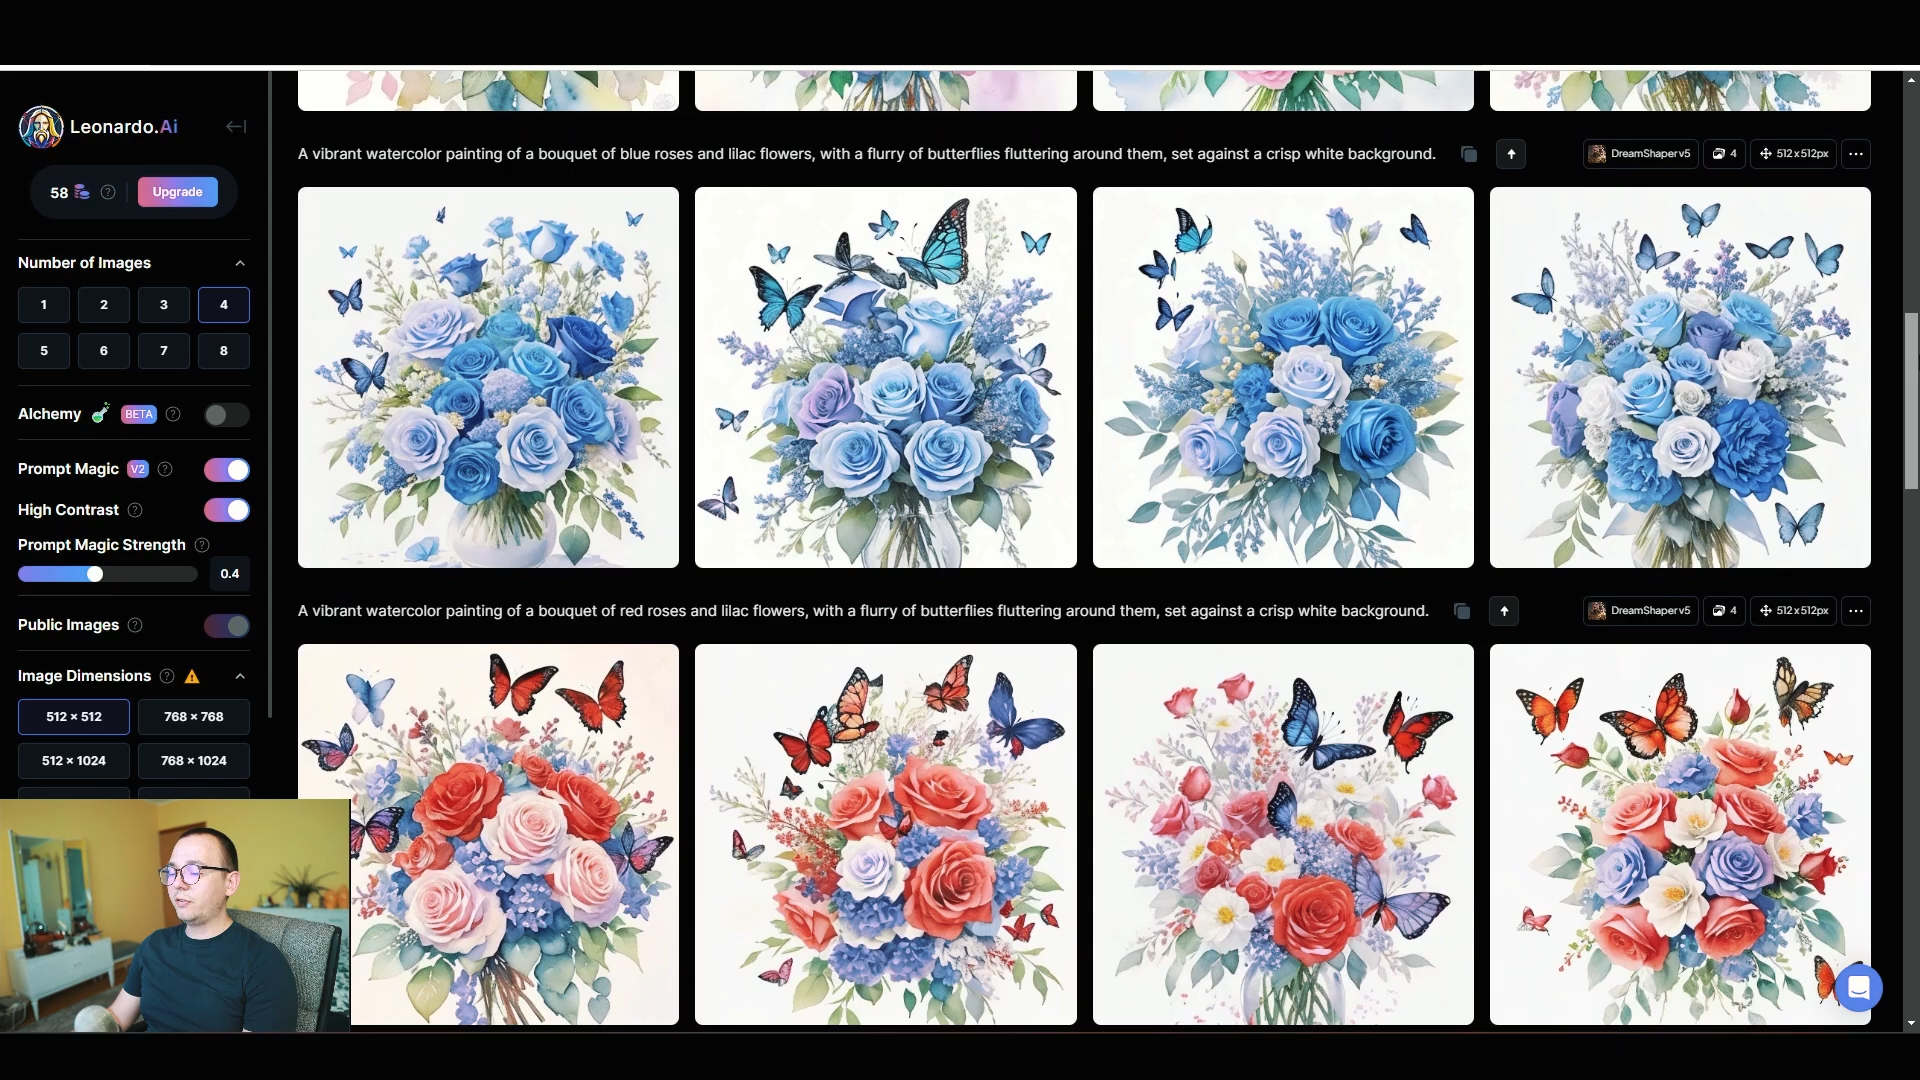 Leonardo.Ai
58 Upgrade
Number of Images
1 2 3 4
5 6 7 8
Alchemy BETA
Prompt Magic V2
High Contrast
Prompt Magic Strength
0.4
Public Images
Image Dimensions
512 × 512 768 × 768
512 × 1024 768 × 1024
A vibrant watercolor painting of a bouquet of blue roses and lilac flowers, with a flurry of butterflies fluttering around them, set against a crisp white background.
DreamShaper v5 4 512x512px
A vibrant watercolor painting of a bouquet of red roses and lilac flowers, with a flurry of butterflies fluttering around them, set against a crisp white background.
DreamShaper v5 4 512x512px